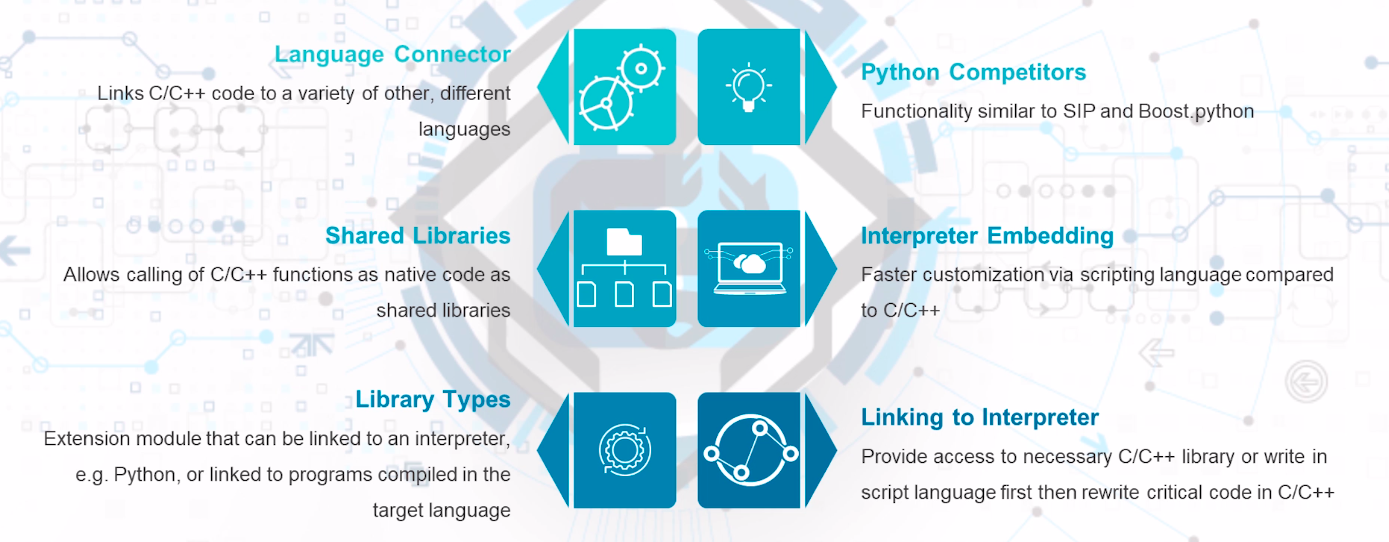 Language Connector
Links C/C++ code to a variety of other, different
languages
Python Competitors
Functionality similar to SIP and Boost.python
Shared Libraries
Allows calling of C/C++ functions as native code as
shared libraries
Interpreter Embedding
Faster customization via scripting language compared
to C/C++
Library Types
Extension module that can be linked to an interpreter,
e.g. Python, or linked to programs compiled in the
target language
Linking to Interpreter
Provide access to necessary C/C++ library or write in
script language first then rewrite critical code in C/C++